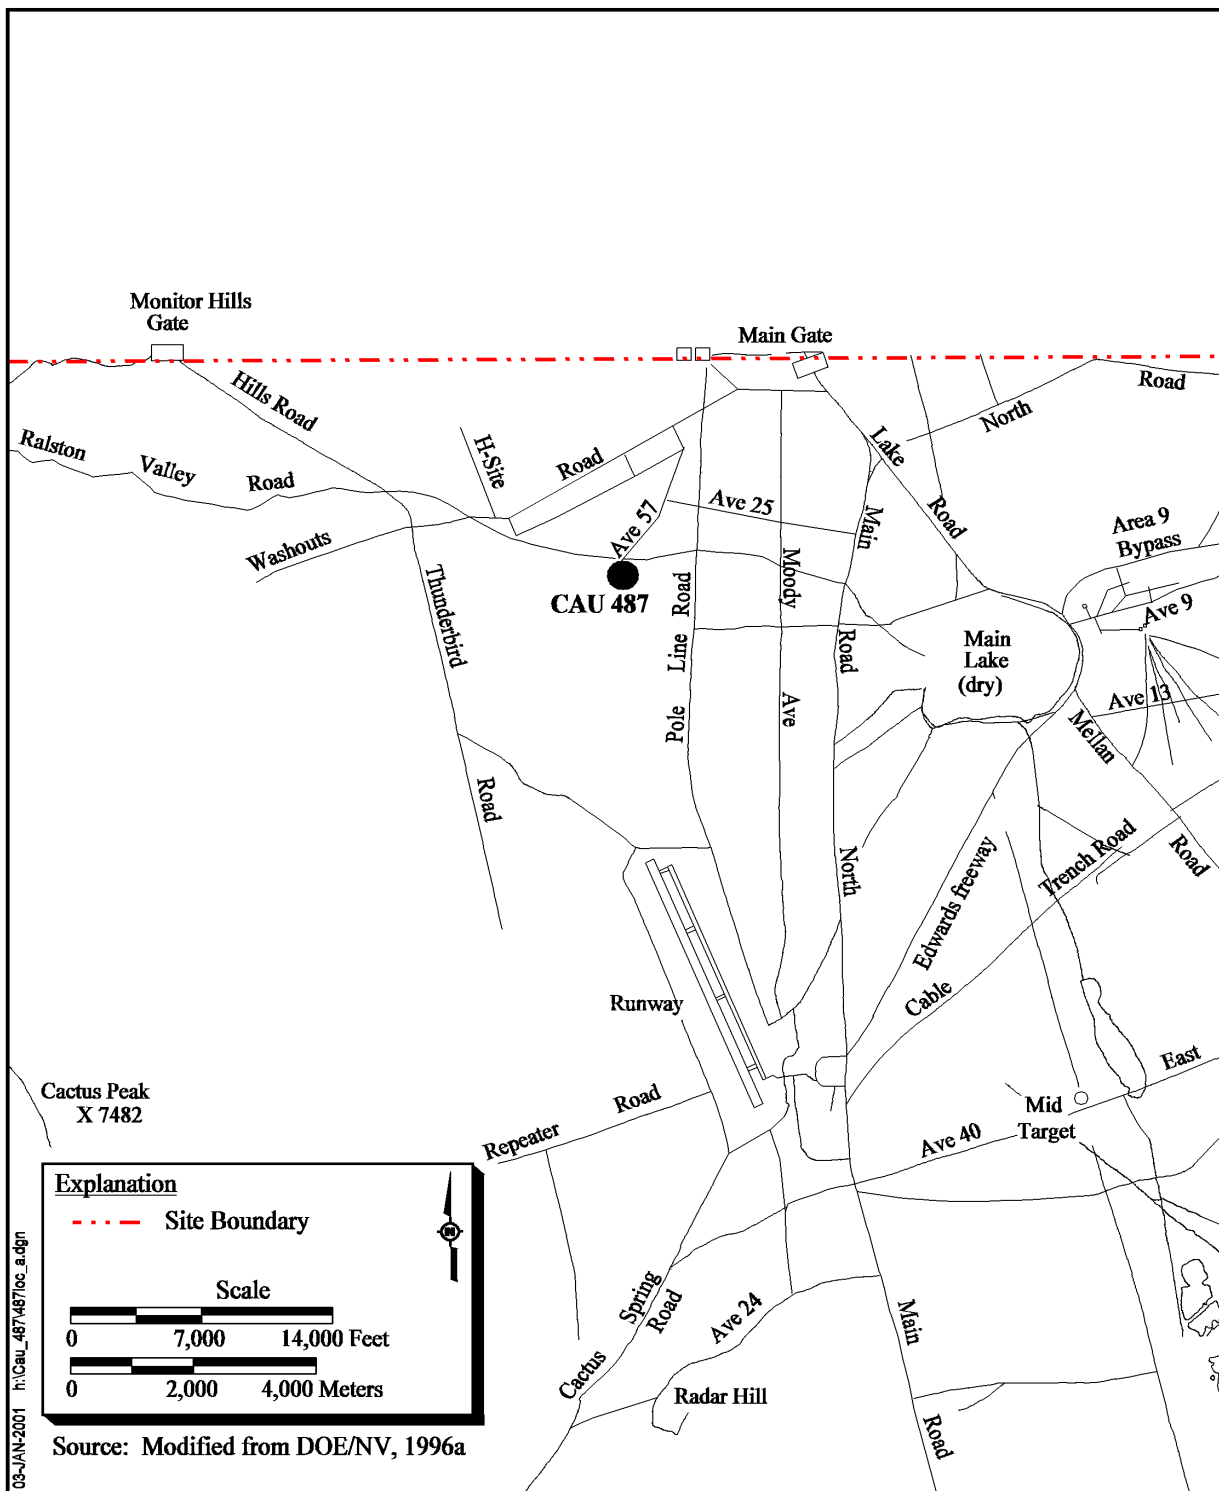 Monitor Hills
Gate
Main Gate
Hills Road
Road
North
Ralston
Valley
Road
H-Site
Road
Lake
Road
Ave 57
Ave 25
Main
Area 9
Bypass
Washouts
Thunderbird
CAU 487
Road
Moody
Ave 9
Line
Road
Main
Lake
(dry)
Pole
Ave
Ave 13
Mellan
Road
North
Edwards freeway
Trench Road
Road
Runway
Cable
East
Cactus Peak
X 7482
Road
Repeater
Mid
Target
Ave 40
Explanation
Site Boundary
N
Scale
0 7,000 14,000 Feet
0 2,000 4,000 Meters
Spring
Road
Ave 24
Main
Cactus
Radar Hill
Road
Source: Modified from DOE/NV, 1996a
03-JAN-2001 h:\Cau_487\487loc_a.dgn